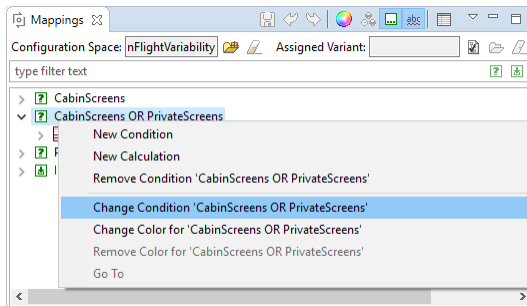 Mappings
abc
Configuration Space: nFlightVariability Assigned Variant:
type filter text
CabinScreens
CabinScreens OR PrivateScreens
New Condition
New Calculation
Remove Condition 'CabinScreens OR PrivateScreens'
Change Condition 'CabinScreens OR PrivateScreens'
Change Color for 'CabinScreens OR PrivateScreens'
Remove Color for 'CabinScreens OR PrivateScreens'
Go To